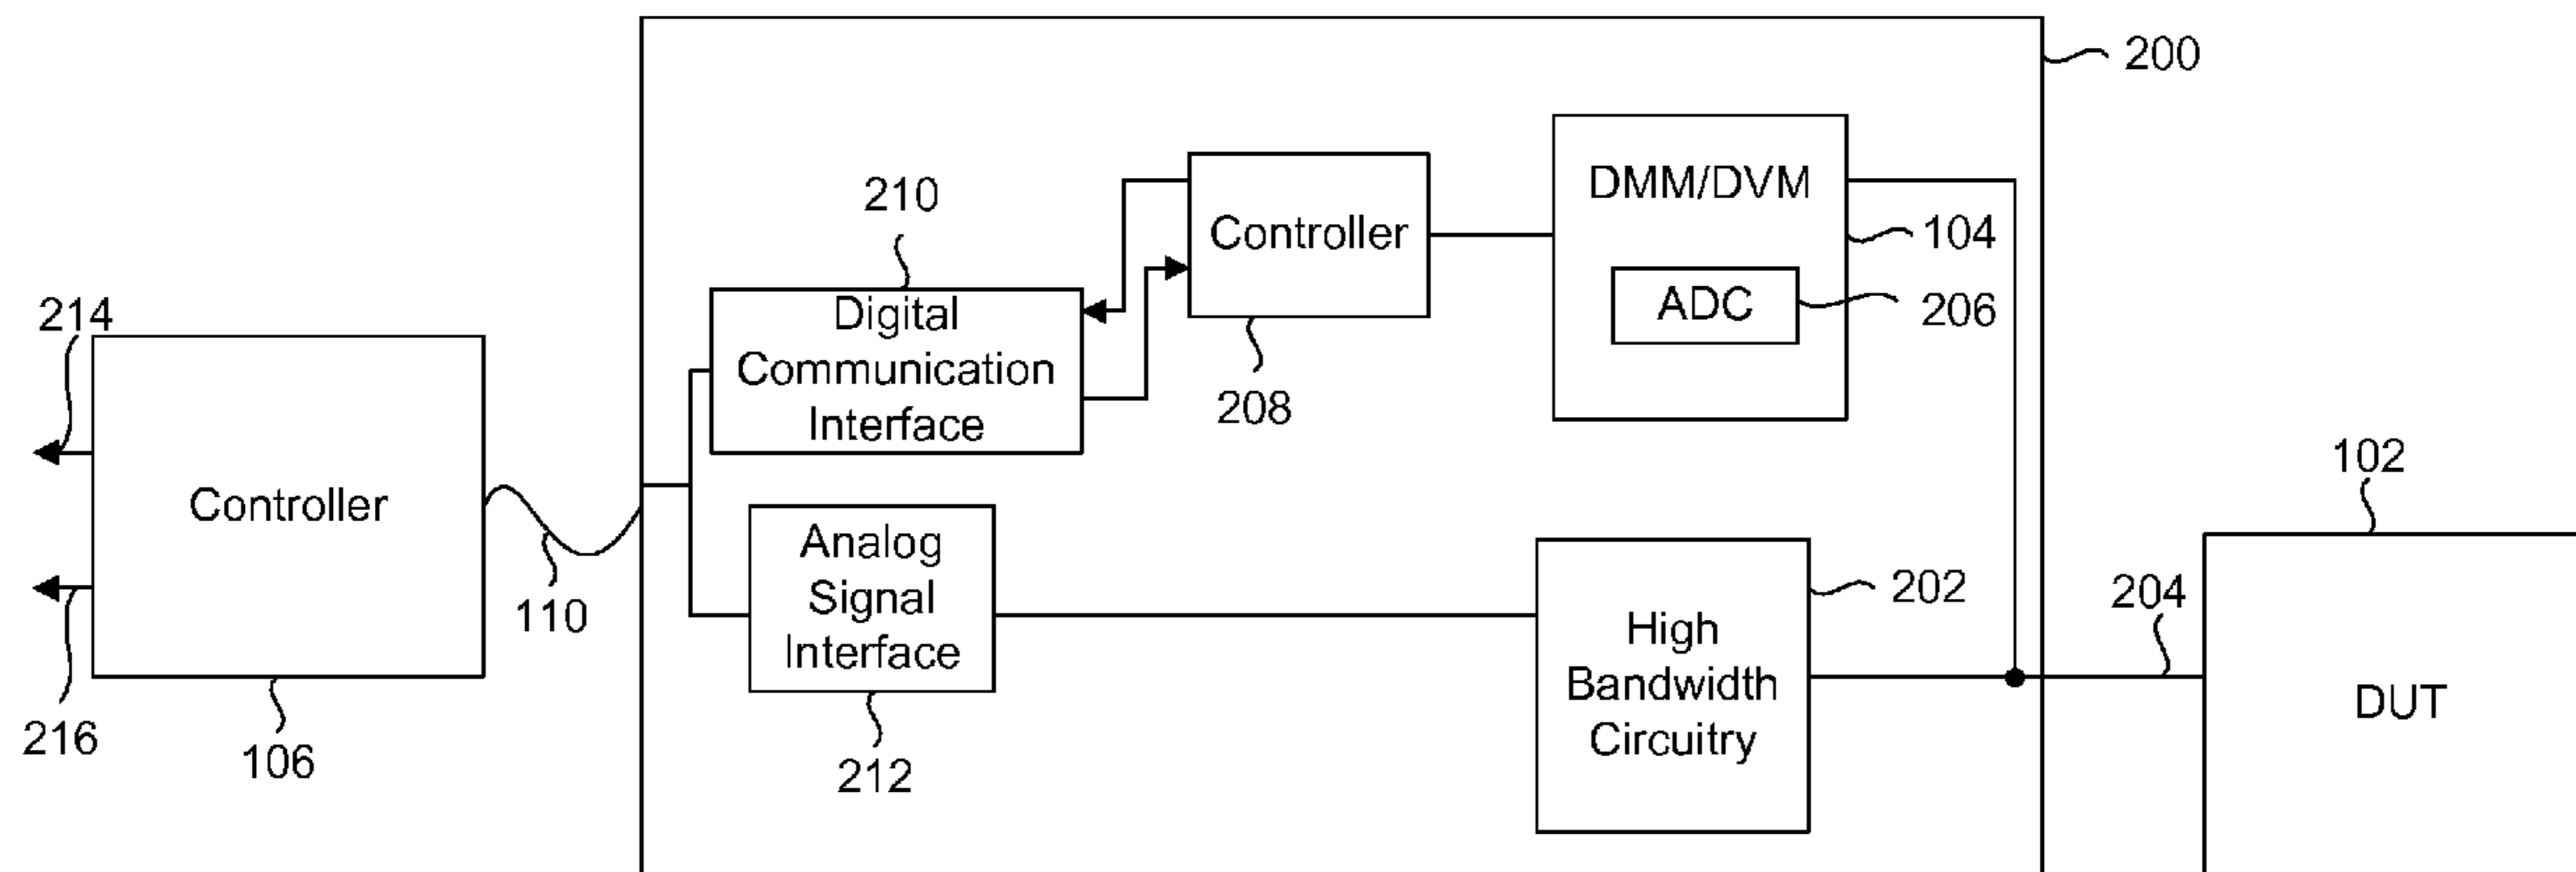 200
DMM/DVM
104
ADC
206
Controller
208
210
Digital
Communication
Interface
214
Controller
216
106
110
Analog
Signal
Interface
212
202
High
Bandwidth
Circuitry
204
102
DUT